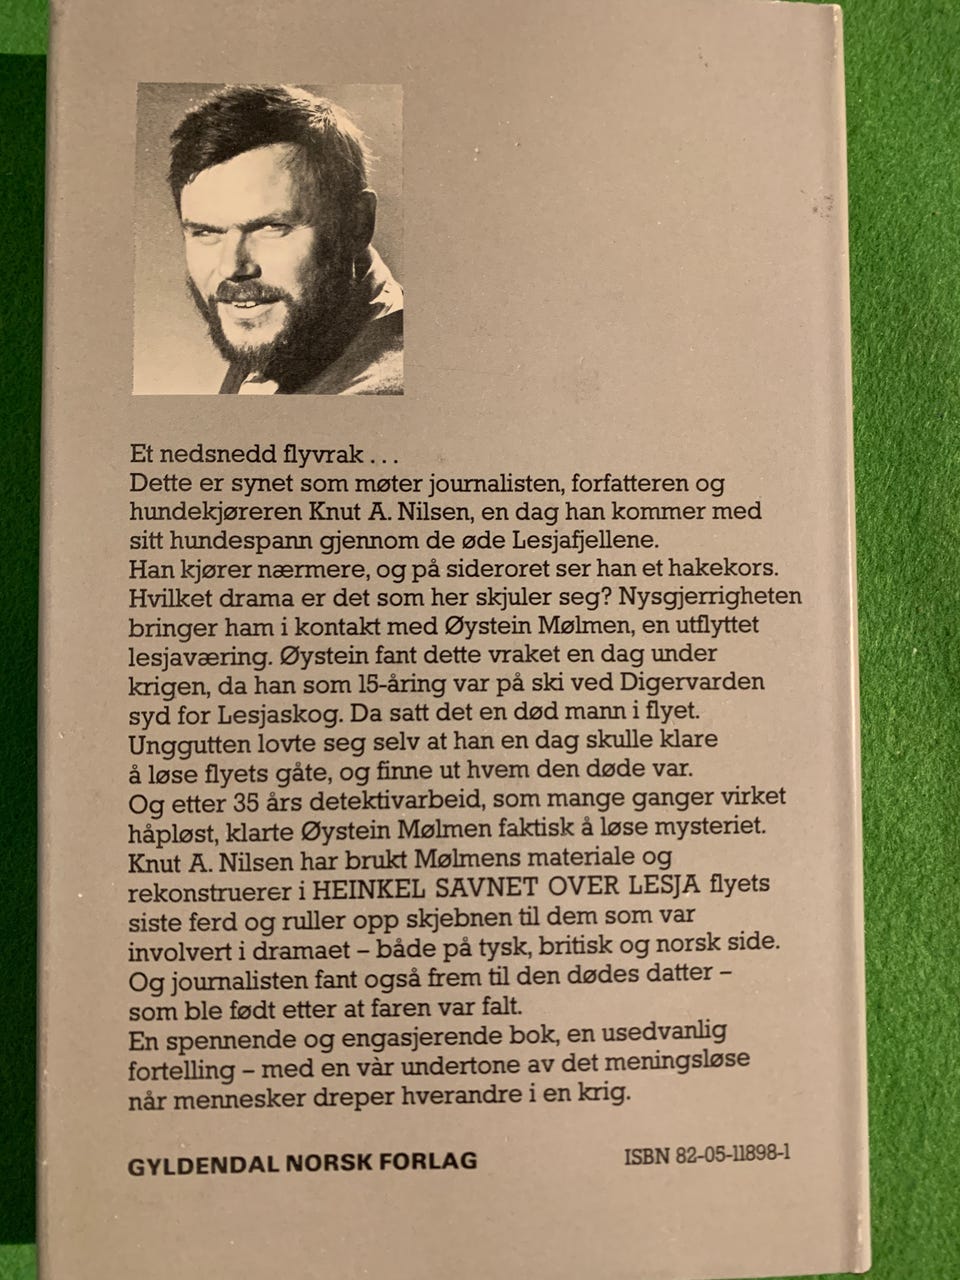 Et nedsnedd flyvrak . . .
Dette er synet som møter journalisten, forfatteren og
hundekjøreren Knut A. Nilsen, en dag han kommer med
sitt hundespann gjennom de øde Lesjafjellene.
Han kjører nærmere, og på sideroret ser han et hakekors.
Hvilket drama er det som her skjuler seg? Nysgjerrigheten
bringer ham i kontakt med Øystein Mølmen, en utflyttet
lesjaværing. Øystein fant dette vraket en dag under
krigen, da han som 15-åring var på ski ved Digervarden
syd for Lesjaskog. Da satt det en død mann i flyet.
Unggutten lovte seg selv at han en dag skulle klare
å løse flyets gåte, og finne ut hvem den døde var.
Og etter 35 års detektivarbeid, som mange ganger virket
håpløst, klarte Øystein Mølmen faktisk å løse mysteriet.
Knut A. Nilsen har brukt Mølmens materiale og
rekonstruerer i HEINKEL SAVNET OVER LESJA flyets
siste ferd og ruller opp skjebnen til dem som var
involvert i dramaet – både på tysk, britisk og norsk side.
Og journalisten fant også frem til den dødes datter –
som ble født etter at faren var falt.
En spennende og engasjerende bok, en usedvanlig
fortelling – med en vàr undertone av det meningsløse
når mennesker dreper hverandre i en krig.
GYLDENDAL NORSK FORLAG
ISBN 82-05-11898-1